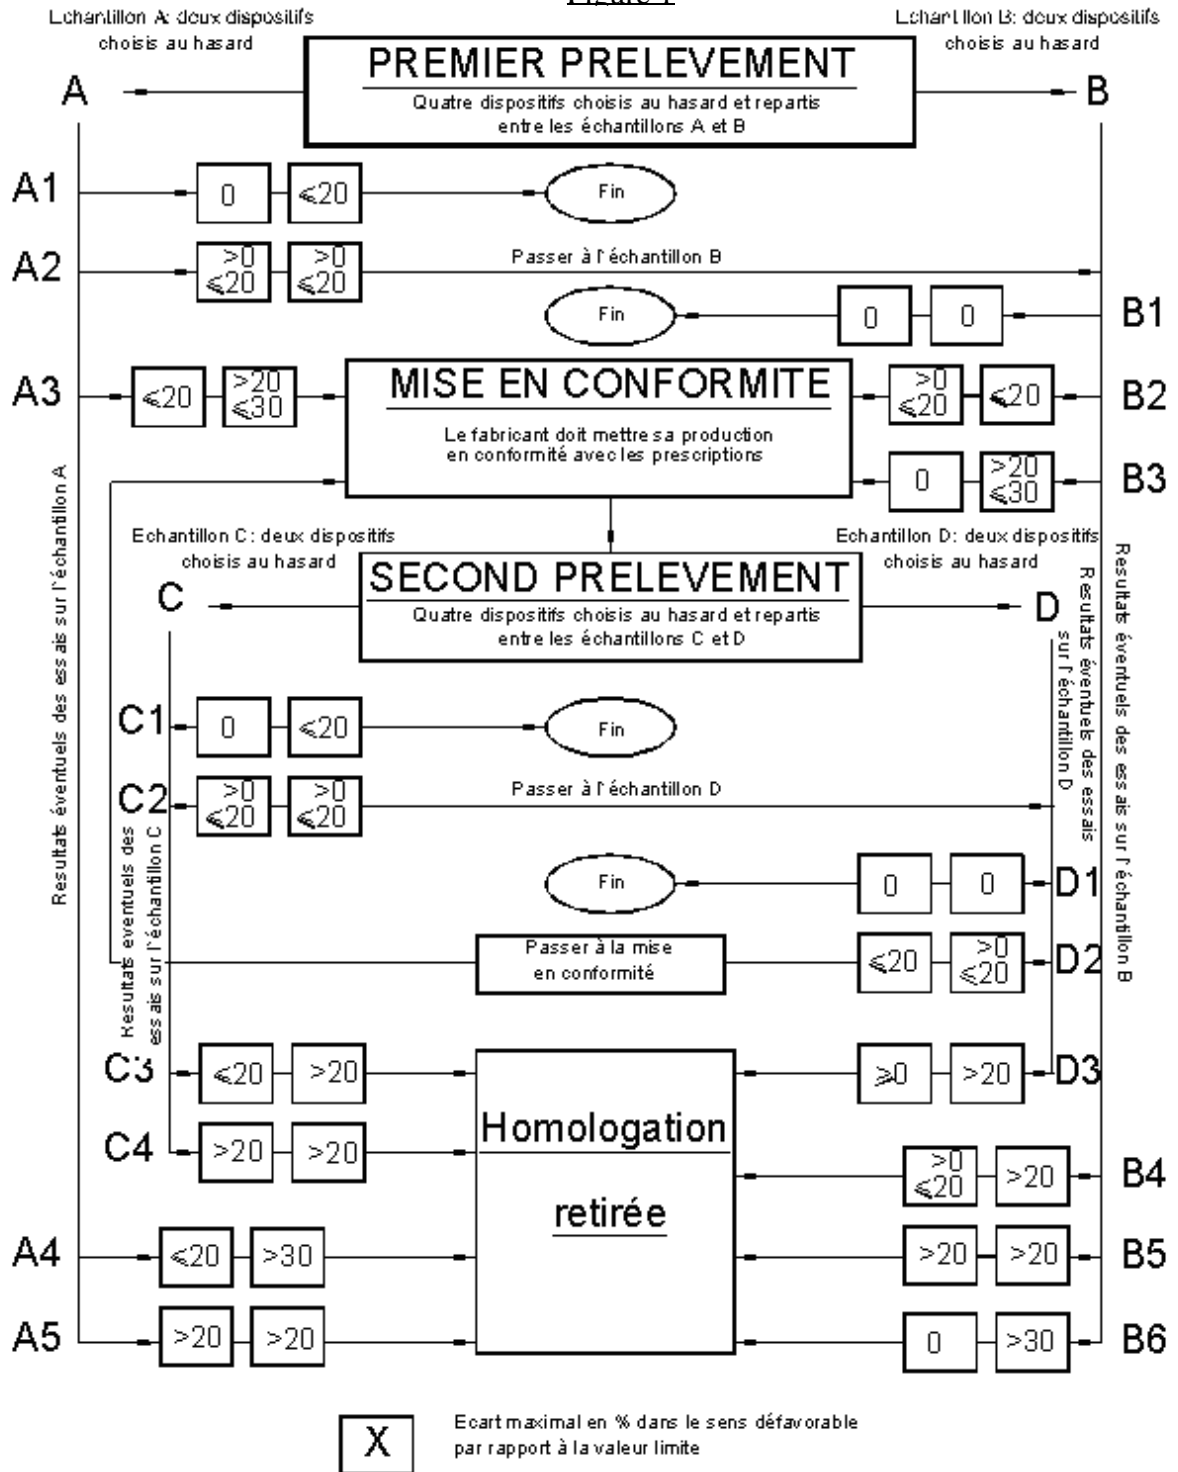 Figure 1
Echantillon A: deux dispositifs
choisis au hasard
Echantillon B: deux dispositifs
choisis au hasard
PREMIER PRELEVEMENT
Quatre dispositifs choisis au hasard et repartis
entre les échantillons A et B
A
B
A1
0
≤20
Fin
A2
>0
≤20
>0
≤20
Passer à l'échantillon B
Fin
0
0
B1
A3
≤20
>20
≤30
MISE EN CONFORMITE
Le fabricant doit mettre sa production
en conformité avec les prescriptions
>0
≤20
≤20
B2
0
>20
≤30
B3
Resultats éventuels des essais sur l'échantillon A
Echantillon C: deux dispositifs
choisis au hasard
Echantillon D: deux dispositifs
choisis au hasard
SECOND PRELEVEMENT
Quatre dispositifs choisis au hasard et repartis
entre les échantillons C et D
C
D
Resultats éventuels des essais
sur l'échantillon D
Resultats éventuels des essais sur l'échantillon B
C1
0
≤20
Fin
C2
>0
≤20
>0
≤20
Passer à l'échantillon D
Resultats eventuels des
essais sur l'échantillon C
Fin
0
0
D1
Passer à la mise
en conformité
≤20
>0
≤20
D2
C3
≤20
>20
Homologation
retirée
≥0
>20
D3
C4
>20
>20
>0
≤20
>20
B4
A4
≤20
>30
>20
>20
B5
A5
>20
>20
0
>30
B6
X
Ecart maximal en % dans le sens défavorable
par rapport à la valeur limite